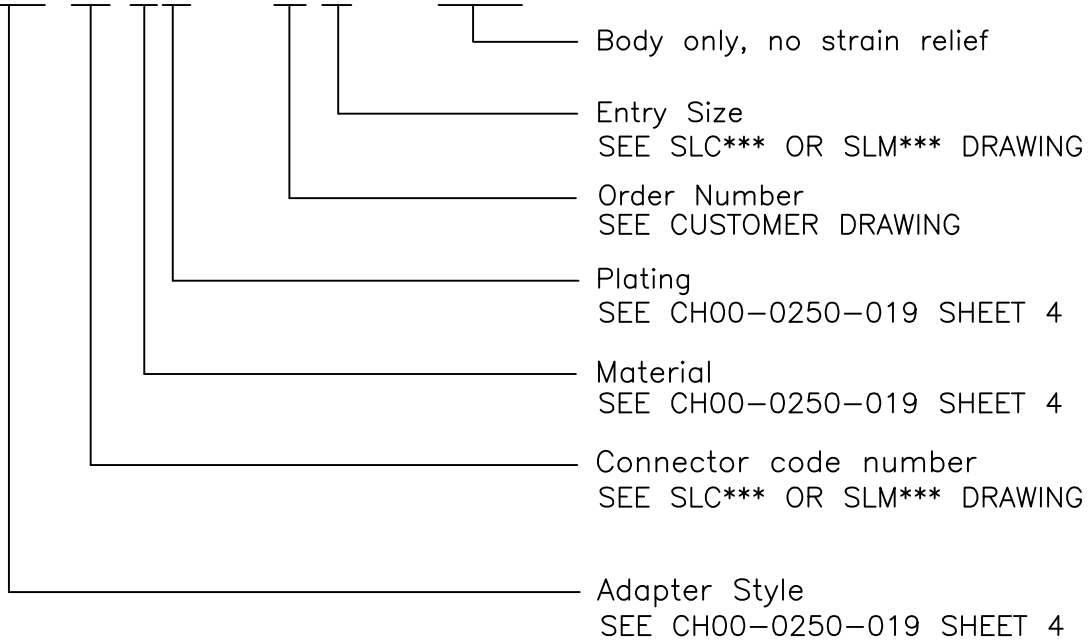 Body only, no strain relief
Entry Size
SEE SLC*** OR SLM*** DRAWING
Order Number
SEE CUSTOMER DRAWING
Plating
SEE CH00-0250-019 SHEET 4
Material
SEE CH00-0250-019 SHEET 4
Connector code number
SEE SLC*** OR SLM*** DRAWING
Adapter Style
SEE CH00-0250-019 SHEET 4